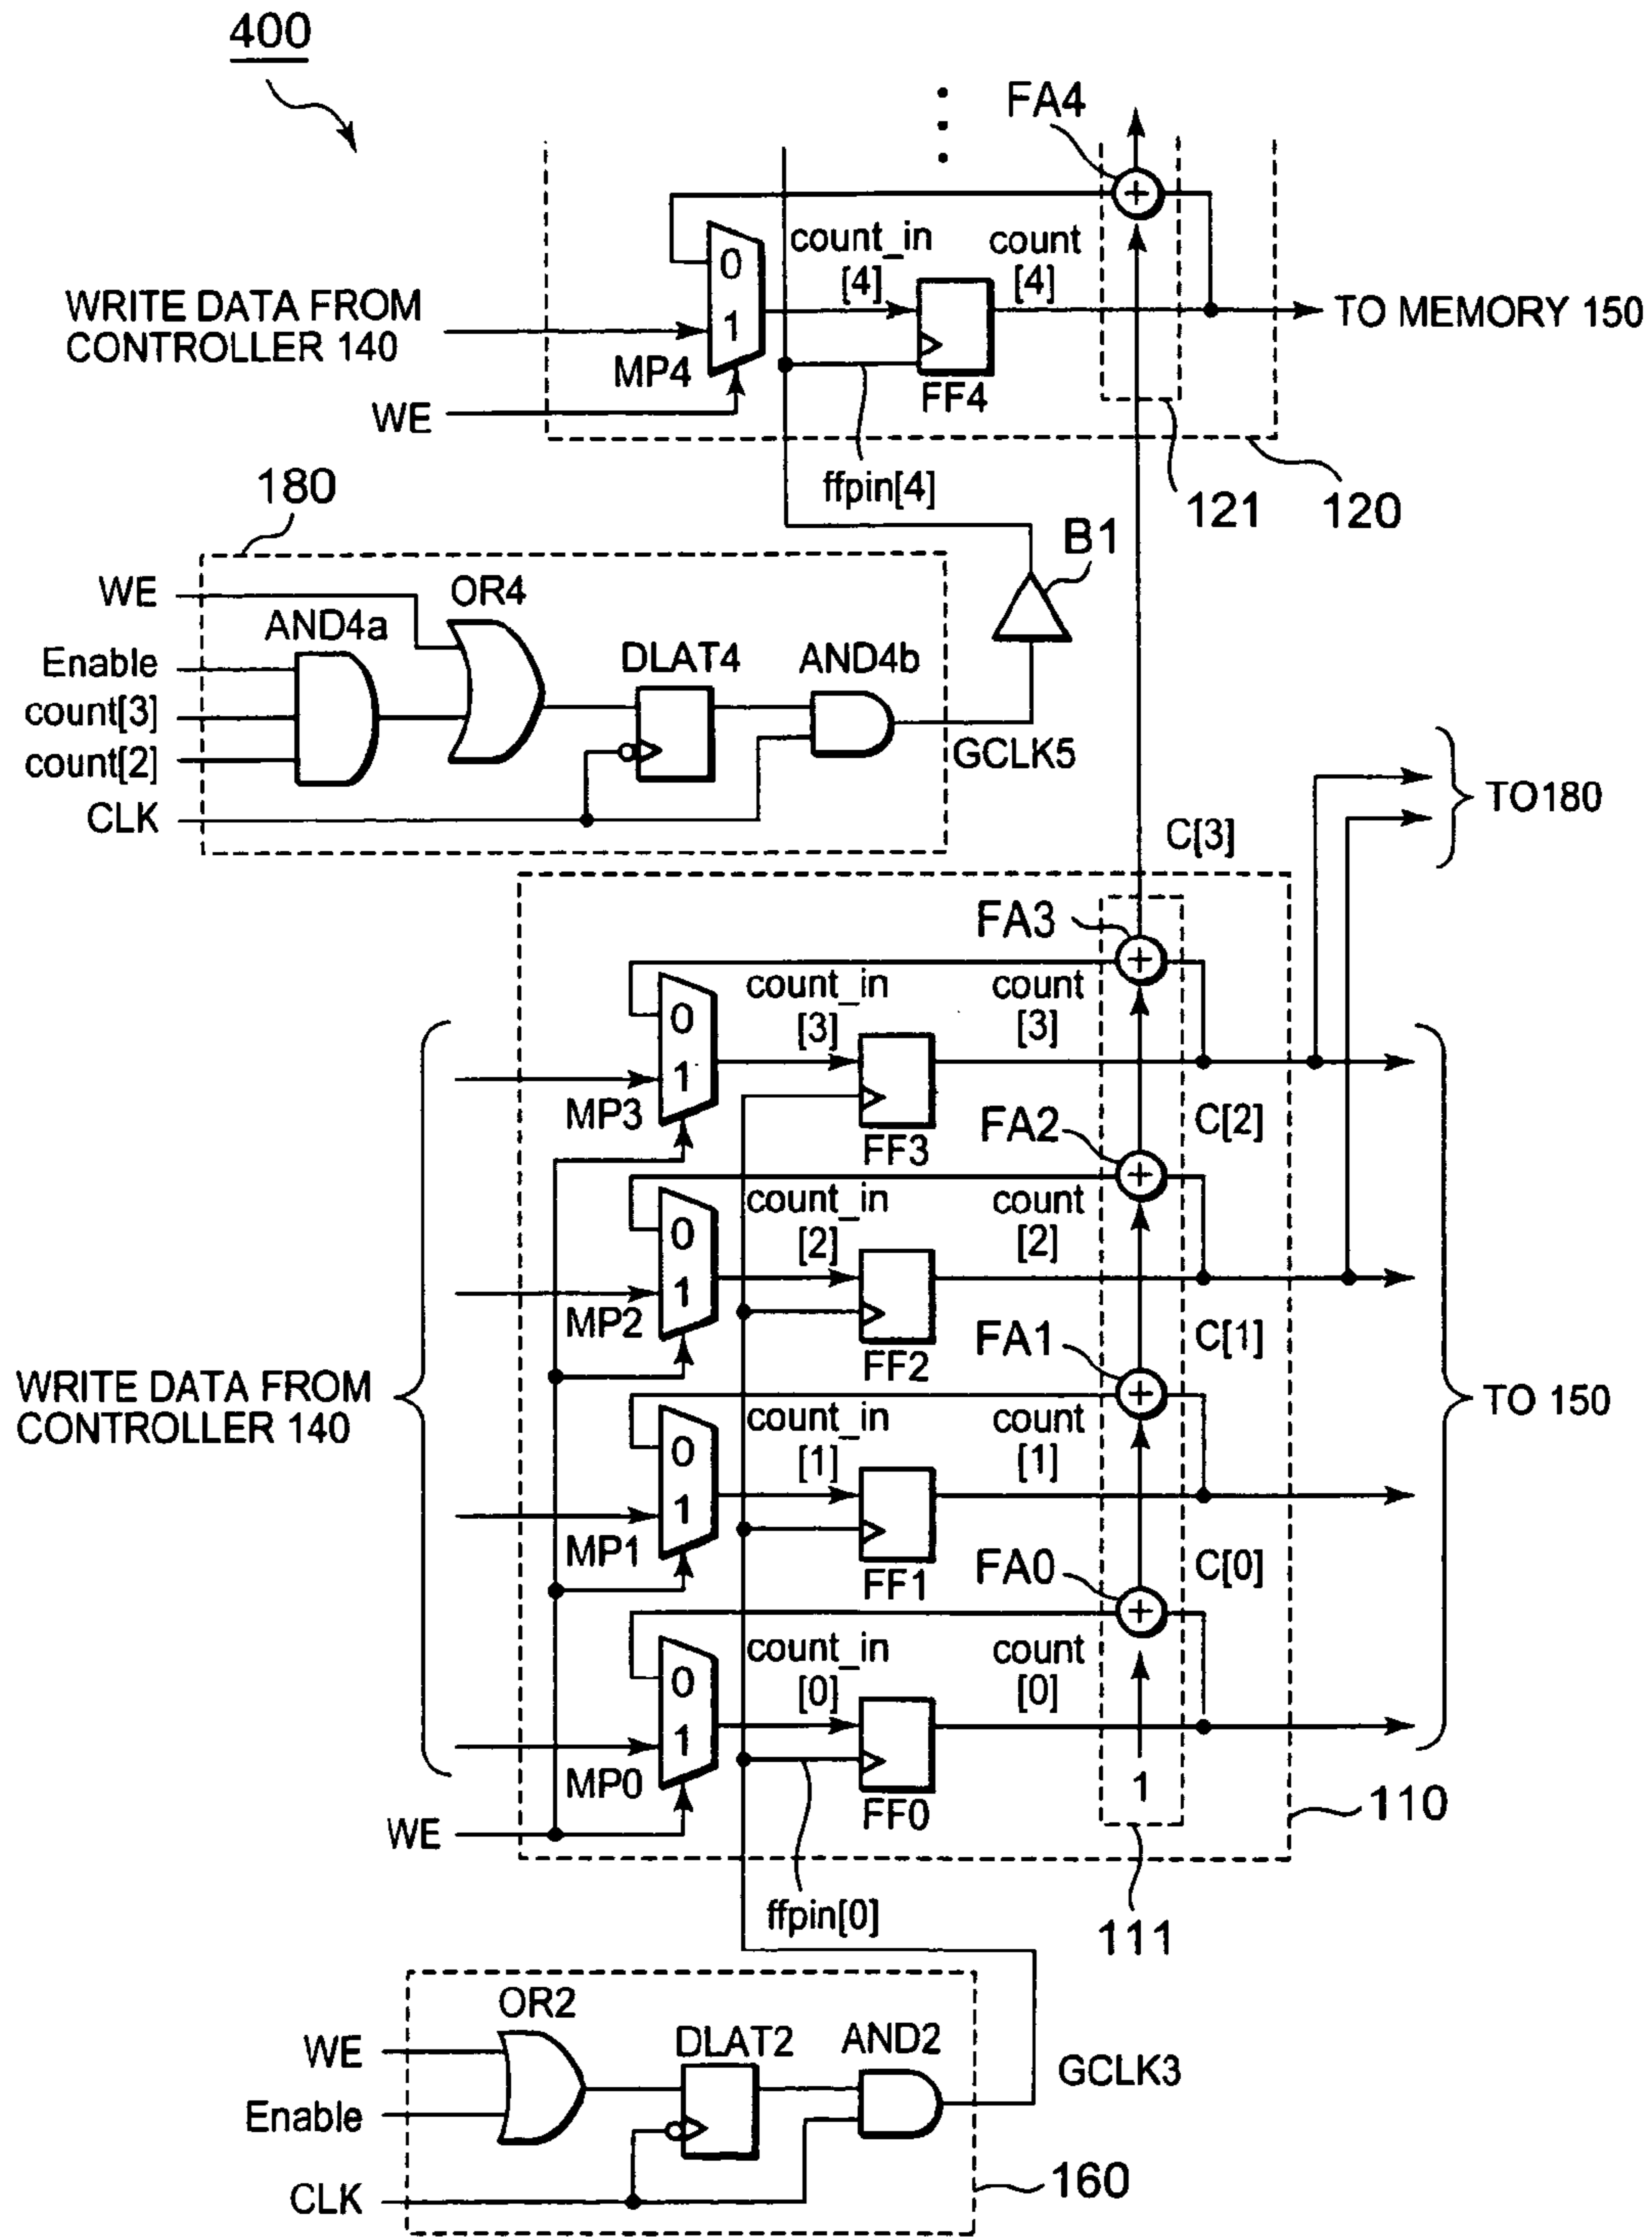 400
FA4
0
+
count_in
[4]
count
[4]
WRITE DATA FROM
CONTROLLER 140
1
TO MEMORY 150
MP4
FF4
WE
ffpin[4]
121
120
180
B1
WE
OR4
AND4a
Enable
DLAT4
AND4b
count[3]
count[2]
GCLK5
CLK
TO180
C[3]
FA3
+
count_in
[3]
count
[3]
0
1
MP3
FF3
C[2]
FA2
+
count_in
[2]
count
[2]
0
1
MP2
FF2
C[1]
FA1
+
WRITE DATA FROM
CONTROLLER 140
TO 150
count_in
[1]
count
[1]
0
1
MP1
FF1
C[0]
FA0
+
count_in
[0]
count
[0]
0
1
MP0
FF0
1
110
WE
ffpin[0]
111
OR2
DLAT2
AND2
WE
GCLK3
Enable
CLK
160